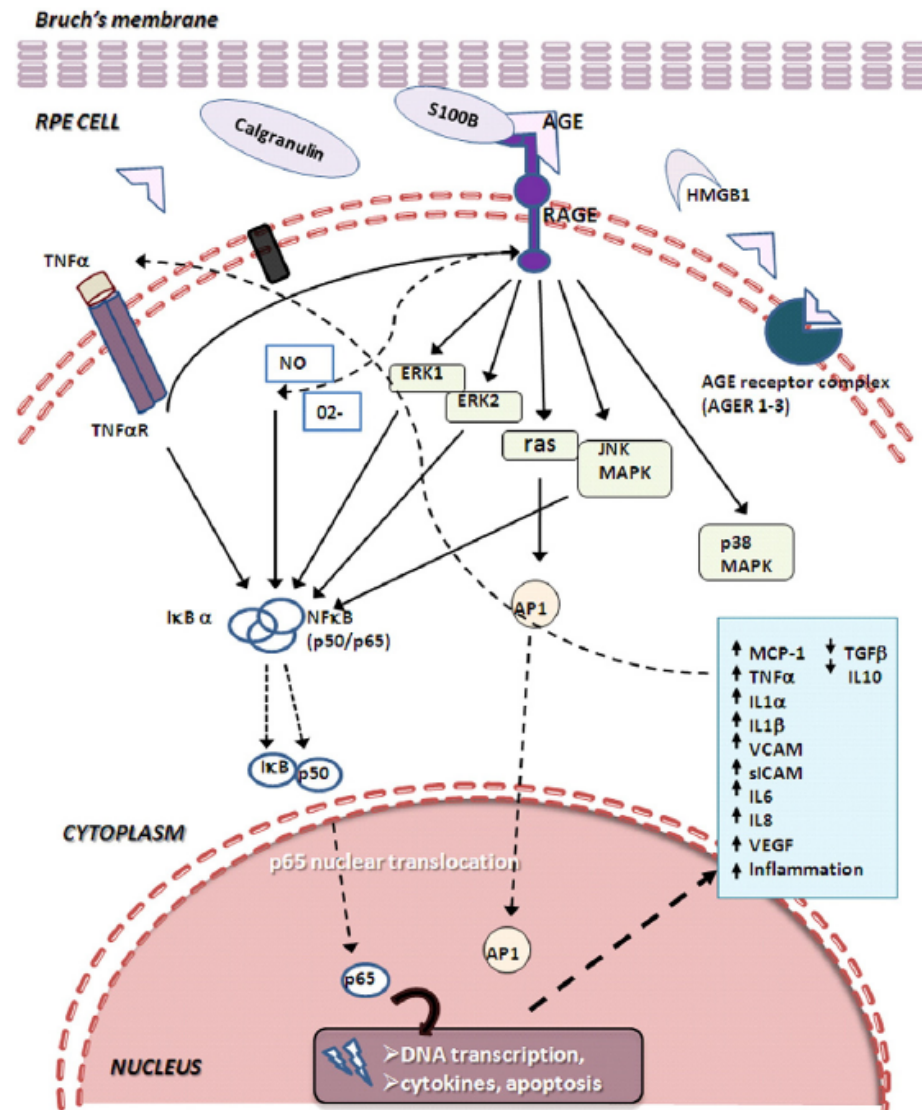 Bruch's membrane
RPE CELL
Calgranulin
S100B
AGE
HMGB1
RAGE
TNFα
NO
02-
ERK1
ERK2
AGE receptor complex
(AGER 1-3)
TNFαR
ras
JNK
MAPK
p38
MAPK
IκB α
NFκB
(p50/p65)
AP1
MCP-1
TNFα
IL1α
IL1β
VCAM
sICAM
IL6
IL8
VEGF
Inflammation
TGFβ
IL10
IκB
p50
CYTOPLASM
p65 nuclear translocation
AP1
p65
NUCLEUS
➢DNA transcription,
➢cytokines, apoptosis